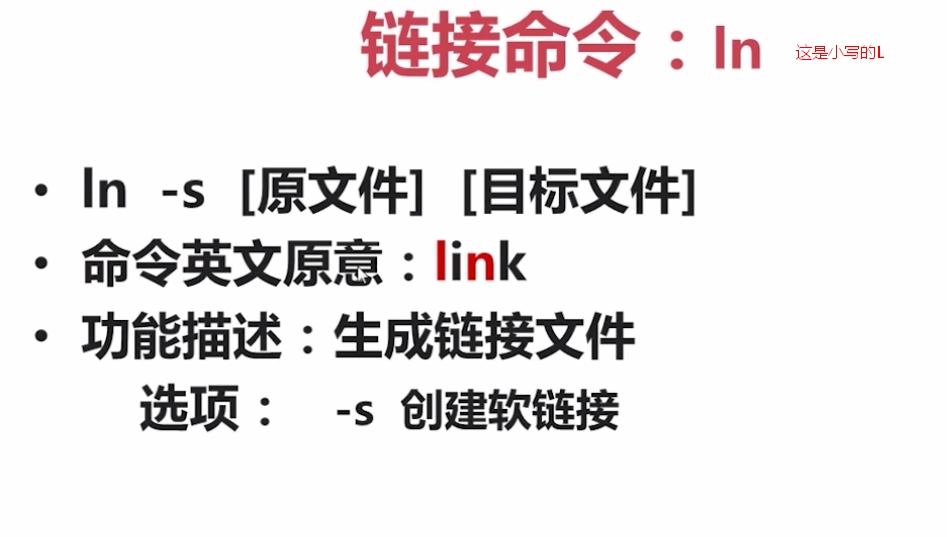 链接命令：ln
这是小写的L
• ln -s [原文件] [目标文件]
• 命令英文原意：link
• 功能描述：生成链接文件
选项： -s 创建软链接